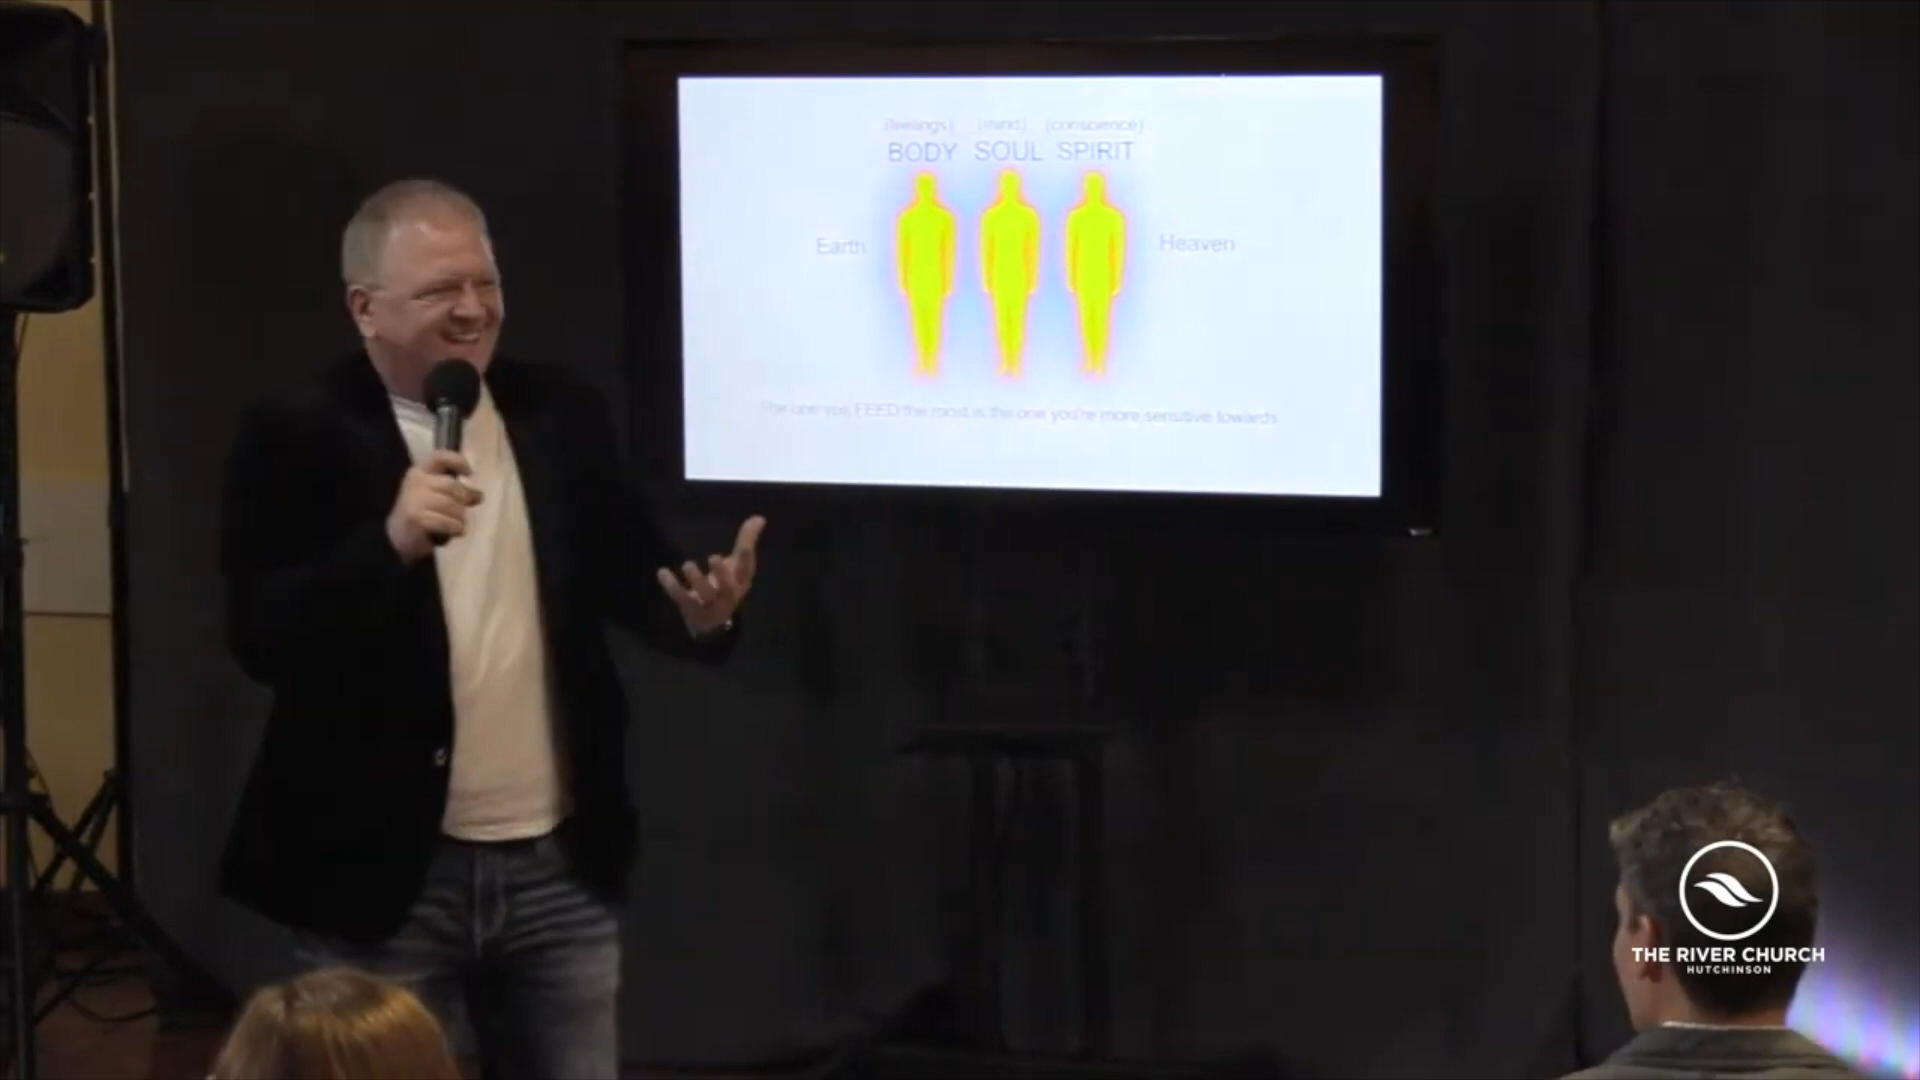 (feelings) (mind) (conscience)
BODY SOUL SPIRIT
Earth Heaven
The one you FEED the most is the one you're more sensitive towards
THE RIVER CHURCH
HUTCHINSON